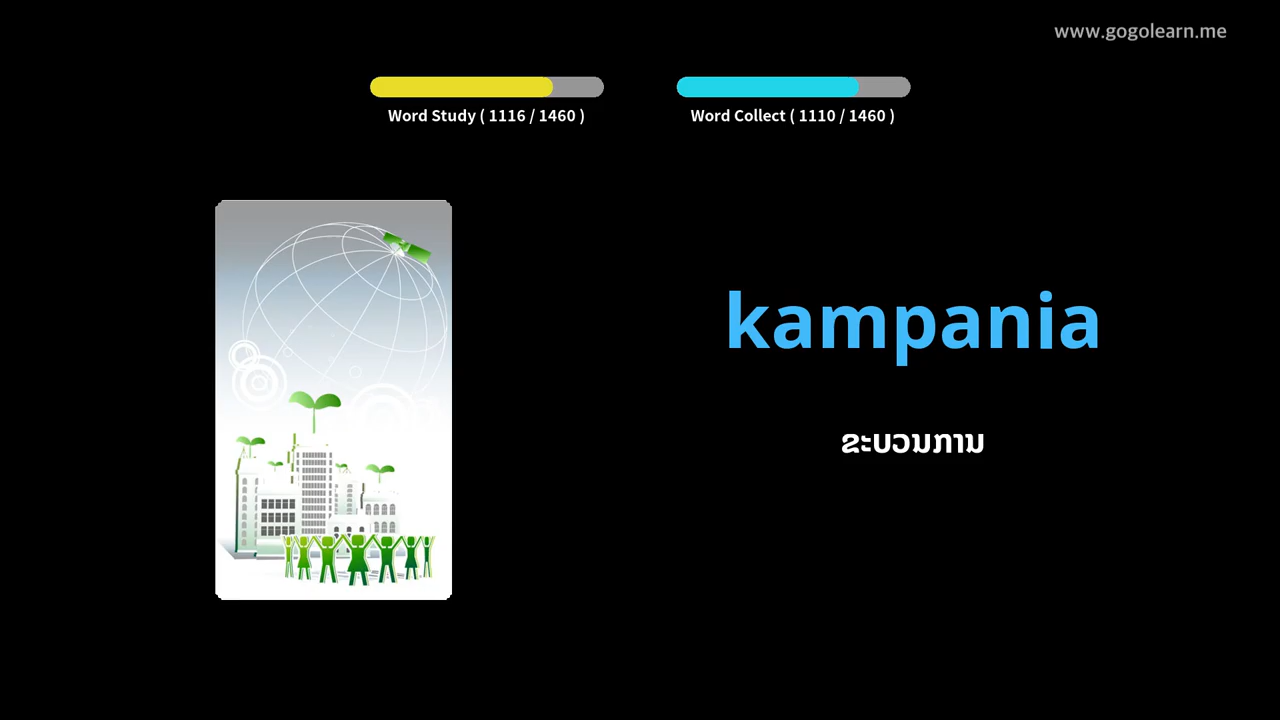 www.gogolearn.me
Word Study ( 1116 / 1460 )
Word Collect ( 1110 / 1460 )
kampania
ຂະບວນການ